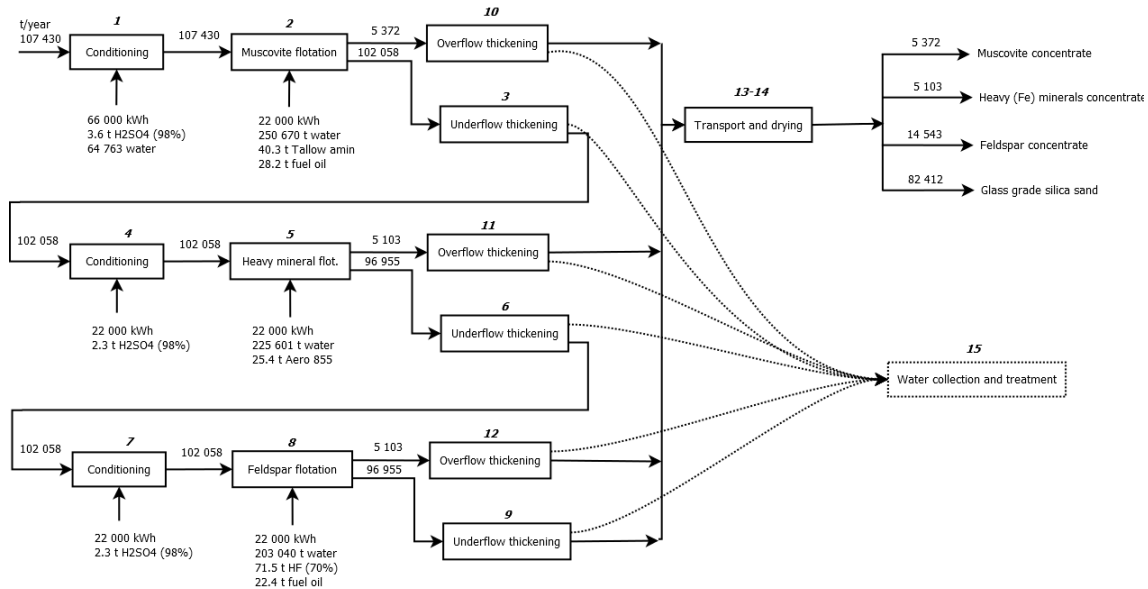 t/year
107 430
1
Conditioning
66 000 kWh
3.6 t H2SO4 (98%)
64 763 water
107 430
2
Muscovite flotation
22 000 kWh
250 670 t water
40.3 t Tallow amin
28.2 t fuel oil
5 372
102 058
10
Overflow thickening
3
Underflow thickening
13-14
Transport and drying
5 372
Muscovite concentrate
5 103
Heavy (Fe) minerals concentrate
14 543
Feldspar concentrate
82 412
Glass grade silica sand
102 058
4
Conditioning
22 000 kWh
2.3 t H2SO4 (98%)
102 058
5
Heavy mineral flot.
22 000 kWh
225 601 t water
25.4 t Aero 855
5 103
96 955
11
Overflow thickening
6
Underflow thickening
15
Water collection and treatment
102 058
7
Conditioning
22 000 kWh
2.3 t H2SO4 (98%)
102 058
8
Feldspar flotation
22 000 kWh
203 040 t water
71.5 t HF (70%)
22.4 t fuel oil
5 103
96 955
12
Overflow thickening
9
Underflow thickening